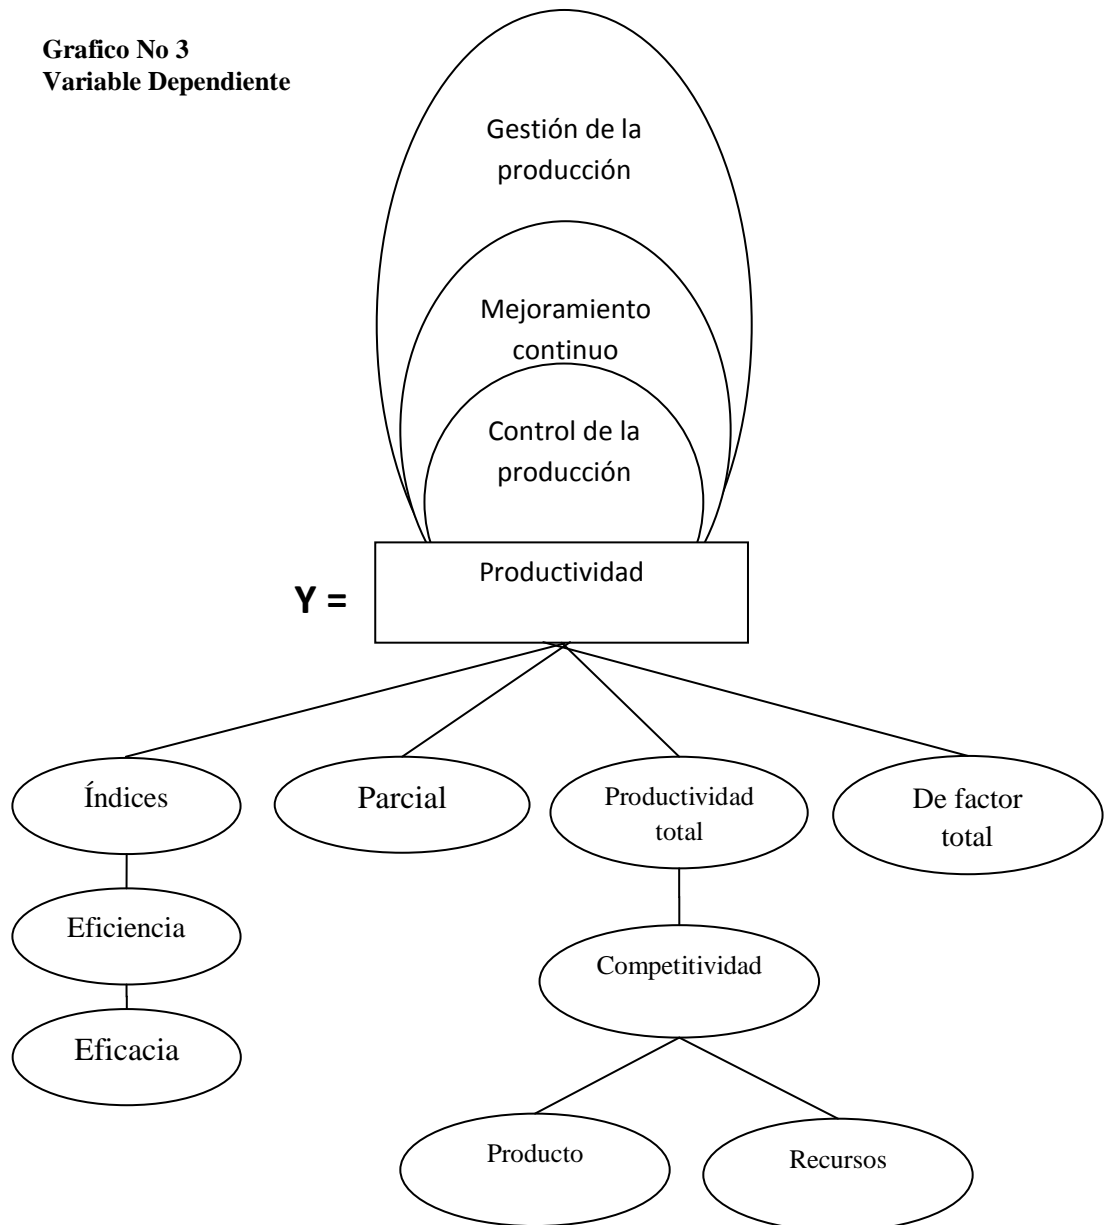 Grafico No 3
Variable Dependiente
Gestión de la
producción
Mejoramiento
continuo
Control de la
producción
Productividad
Y =
Índices
Parcial
Productividad
total
De factor
total
Eficiencia
Competitividad
Eficacia
Producto
Recursos